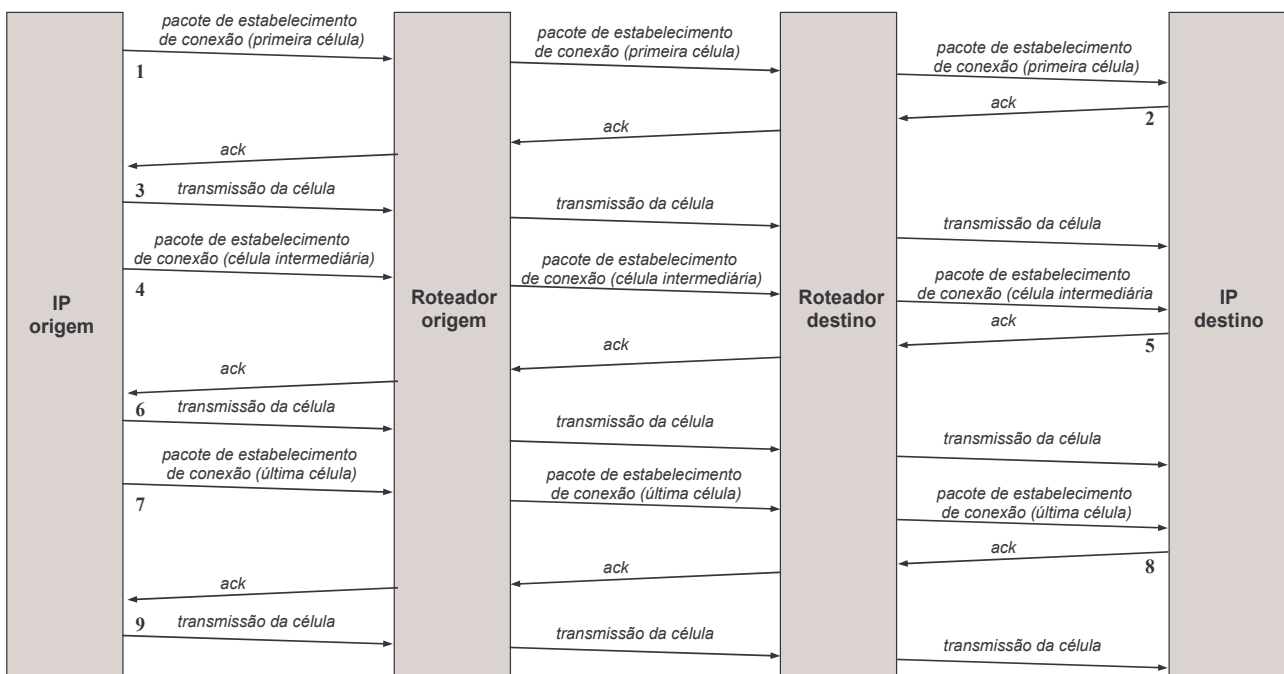 pacote de estabelecimento
de conexão (primeira célula)
1
pacote de estabelecimento
de conexão (primeira célula)
pacote de estabelecimento
de conexão (primeira célula)
ack
2
ack
ack
3
transmissão da célula
transmissão da célula
transmissão da célula
pacote de estabelecimento
de conexão (célula intermediária)
4
pacote de estabelecimento
de conexão (célula intermediária)
pacote de estabelecimento
de conexão (célula intermediária
IP
origem
Roteador
origem
Roteador
destino
IP
destino
ack
5
ack
ack
6
transmissão da célula
transmissão da célula
transmissão da célula
pacote de estabelecimento
de conexão (última célula)
7
pacote de estabelecimento
de conexão (última célula)
pacote de estabelecimento
de conexão (última célula)
ack
8
ack
ack
9
transmissão da célula
transmissão da célula
transmissão da célula